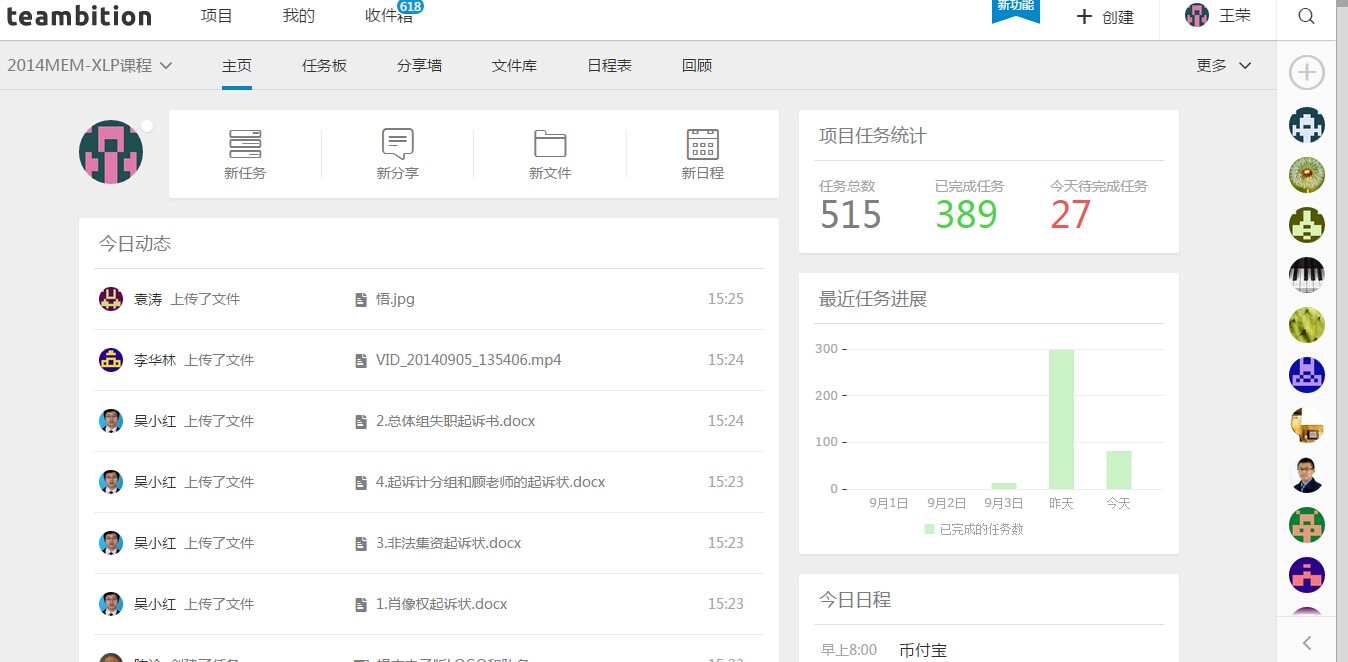 teambition 项目 我的 收件箱 618 新功能 创建 王荣
2014MEM-XLP课程 主页 任务板 分享墙 文件库 日程表 回顾 更多
新任务 新分享 新文件 新日程
今日动态
袁涛 上传了文件 悟.jpg 15:25
李华林 上传了文件 VID_20140905_135406.mp4 15:24
吴小红 上传了文件 2.总体组失职起诉书.docx 15:24
吴小红 上传了文件 4.起诉计分组和顾老师的起诉状.docx 15:23
吴小红 上传了文件 3.非法集资起诉状.docx 15:23
吴小红 上传了文件 1.肖像权起诉状.docx 15:23
项目任务统计
任务总数 已完成任务 今天待完成任务
515 389 27
最近任务进展
300
200
100
0
9月1日 9月2日 9月3日 昨天 今天
已完成的任务数
今日日程
早上8:00 币付宝